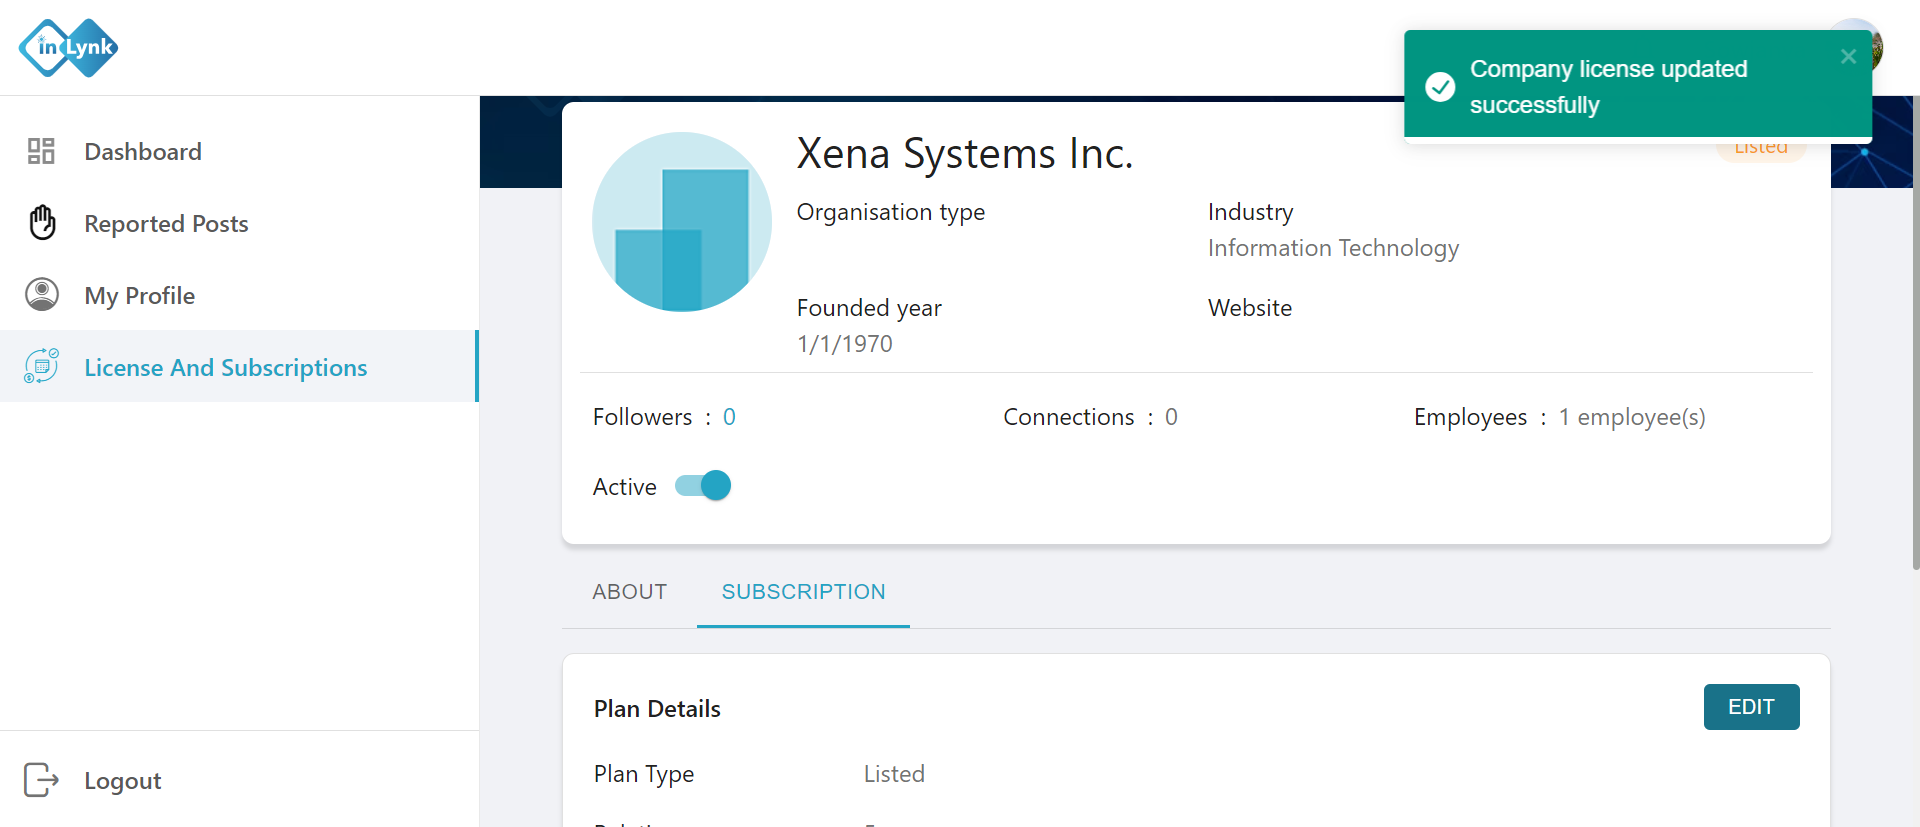 inLynk
Company license updated
successfully
Dashboard
Reported Posts
My Profile
License And Subscriptions
Logout
Xena Systems Inc.
Listed
Organisation type
Industry
Information Technology
Founded year
Website
1/1/1970
Followers : 0
Connections : 0
Employees : 1 employee(s)
Active
ABOUT
SUBSCRIPTION
Plan Details
EDIT
Plan Type
Listed